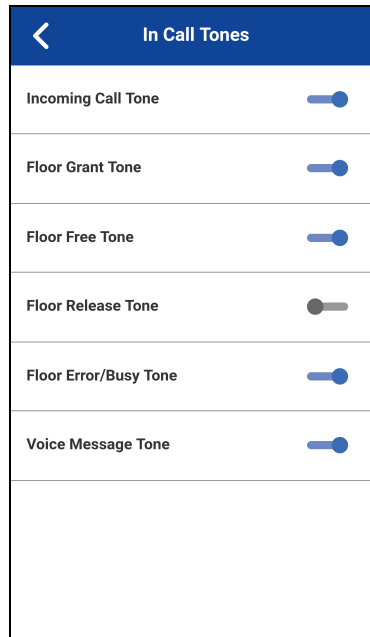 In Call Tones
Incoming Call Tone
Floor Grant Tone
Floor Free Tone
Floor Release Tone
Floor Error/Busy Tone
Voice Message Tone